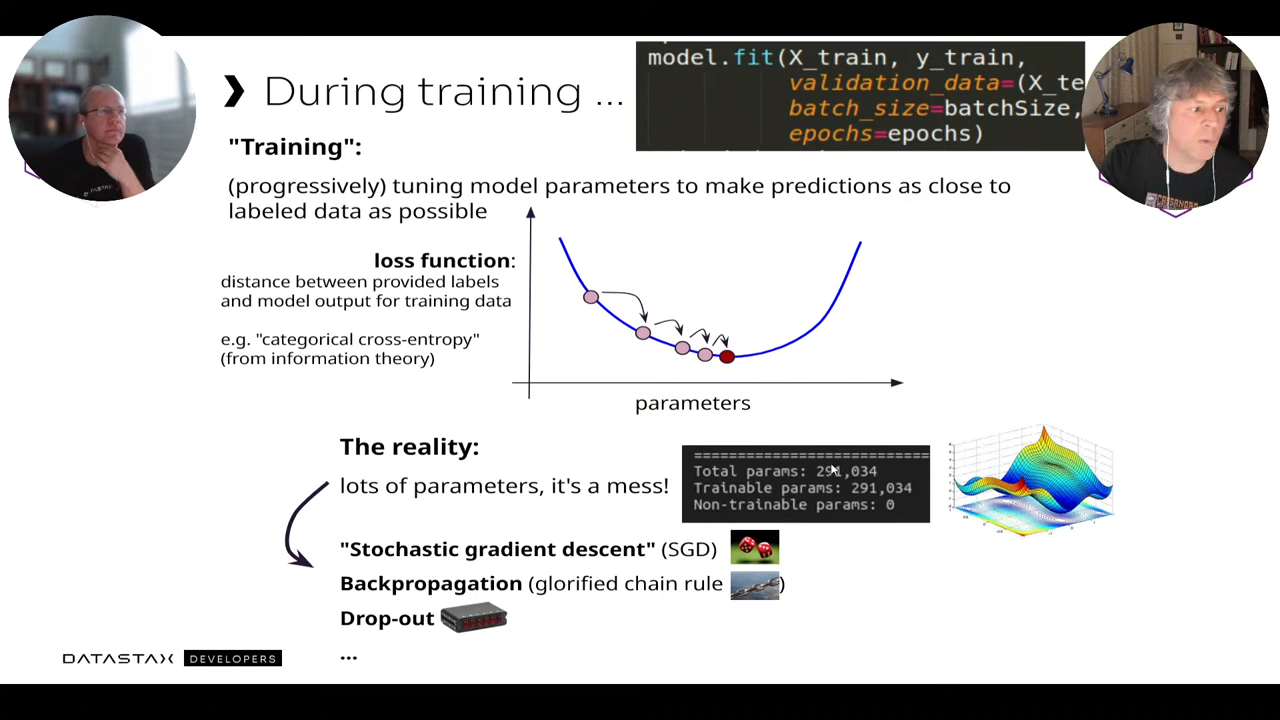 ❯ During training ...
model.fit(X_train, y_train,
validation_data=(X_te
batch_size=batchSize,
epochs=epochs)
"Training":
(progressively) tuning model parameters to make predictions as close to
labeled data as possible
loss function:
distance between provided labels
and model output for training data
e.g. "categorical cross-entropy"
(from information theory)
parameters
The reality:
lots of parameters, it's a mess!
===========================
Total params: 291,034
Trainable params: 291,034
Non-trainable params: 0
"Stochastic gradient descent" (SGD)
Backpropagation (glorified chain rule )
Drop-out
...
DATASTAX DEVELOPERS